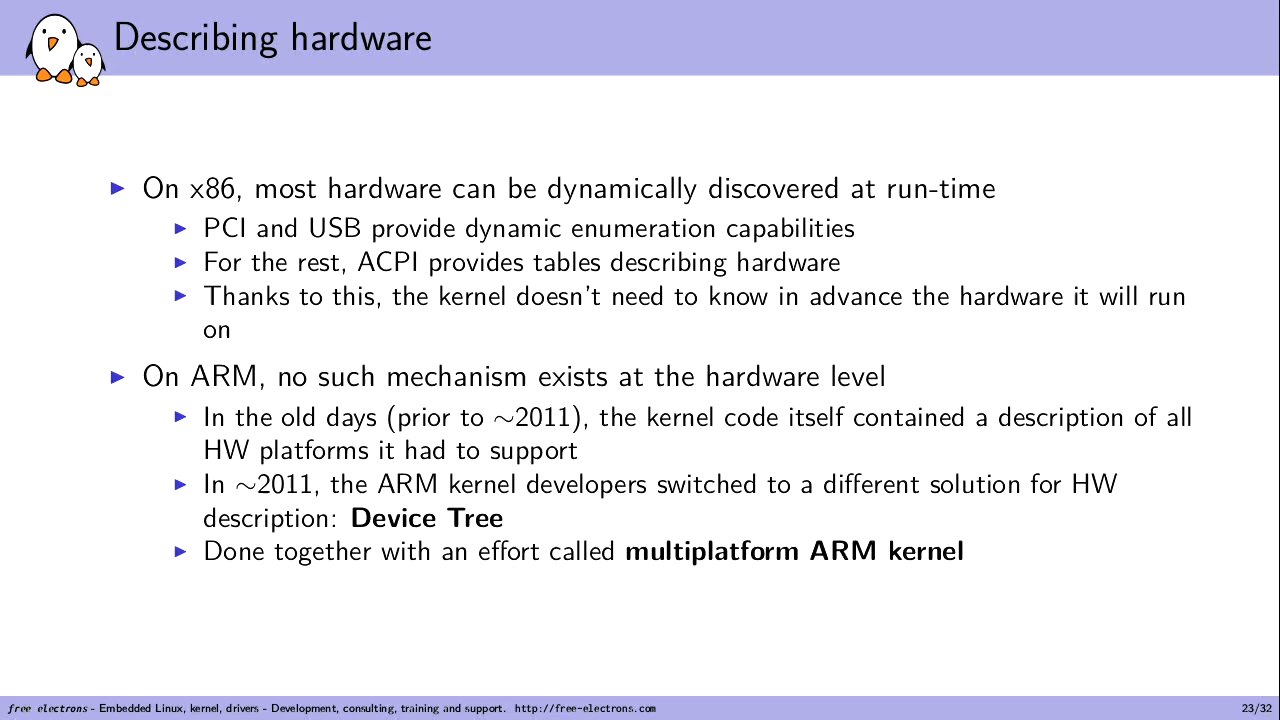 Describing hardware
On x86, most hardware can be dynamically discovered at run-time
PCI and USB provide dynamic enumeration capabilities
For the rest, ACPI provides tables describing hardware
Thanks to this, the kernel doesn't need to know in advance the hardware it will run
on
On ARM, no such mechanism exists at the hardware level
In the old days (prior to ∼2011), the kernel code itself contained a description of all
HW platforms it had to support
In ∼2011, the ARM kernel developers switched to a different solution for HW
description: Device Tree
Done together with an effort called multiplatform ARM kernel
free electrons - Embedded Linux, kernel, drivers - Development, consulting, training and support. http://free-electrons.com 23/32